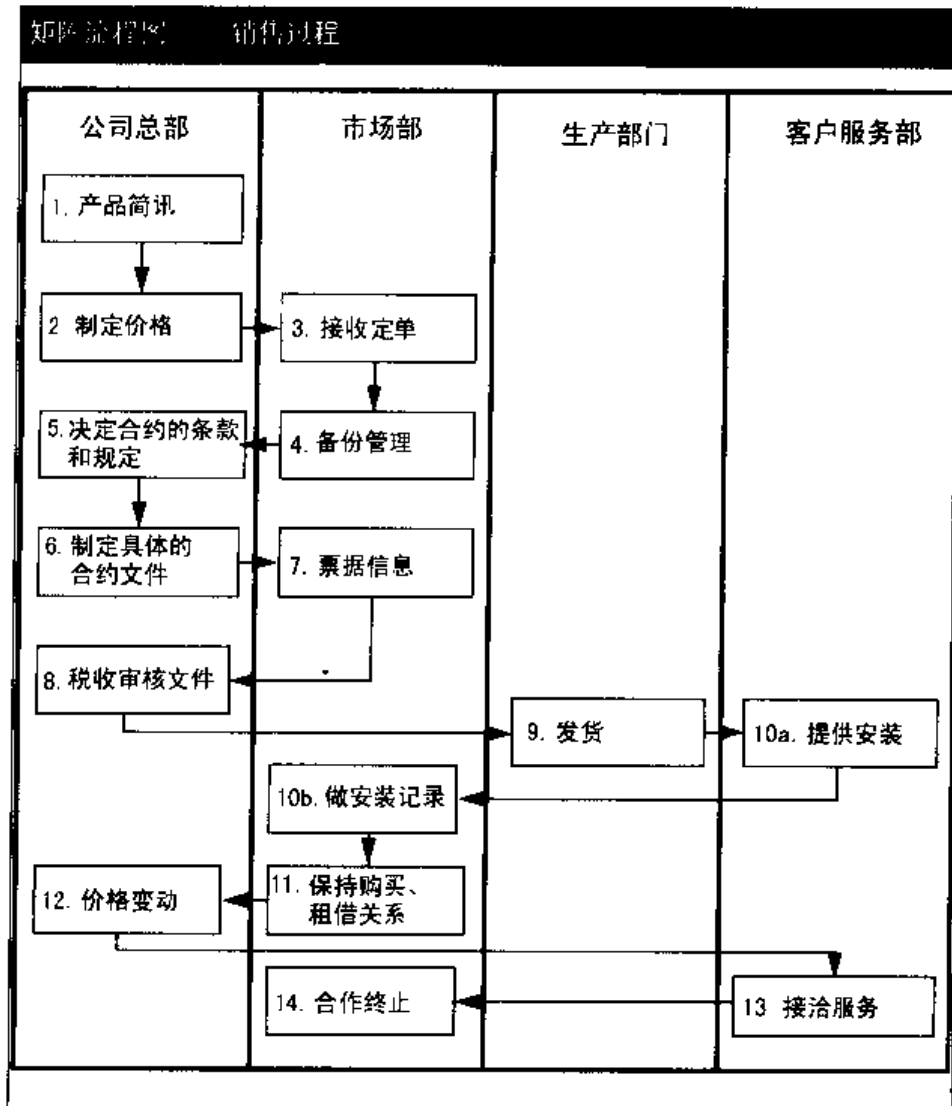 矩阵流程图 销售过程
公司总部 市场部 生产部门 客户服务部
1. 产品简讯
2 制定价格
3. 接收定单
4. 备份管理
5. 决定合约的条款
和规定
6. 制定具体的
合约文件
7. 票据信息
8. 税收审核文件
9. 发货
10a. 提供安装
10b. 做安装记录
11. 保持购买、
租借关系
12. 价格变动
13 接洽服务
14. 合作终止